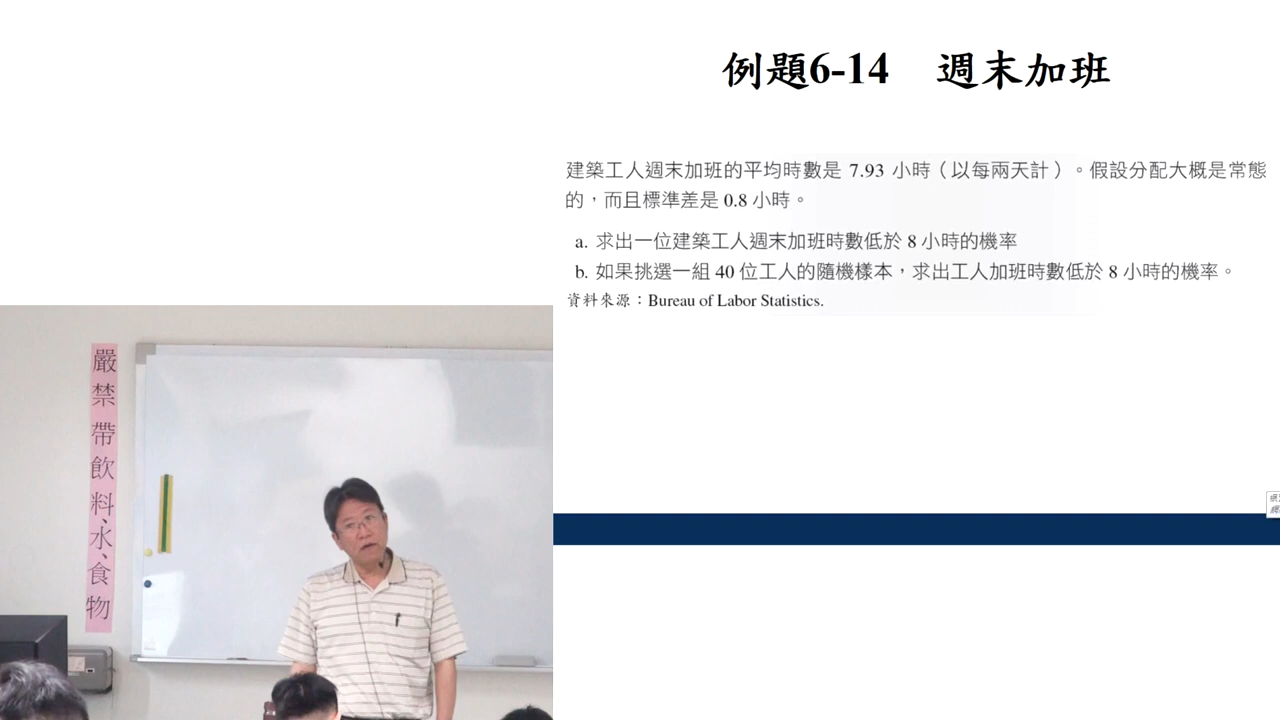 例題6-14 週末加班
建築工人週末加班的平均時數是 7.93 小時（以每兩天計）。假設分配大概是常態
的，而且標準差是 0.8 小時。
a. 求出一位建築工人週末加班時數低於 8 小時的機率
b. 如果挑選一組 40 位工人的隨機樣本，求出工人加班時數低於 8 小時的機率。
資料來源：Bureau of Labor Statistics.
嚴禁帶飲料、水、食物